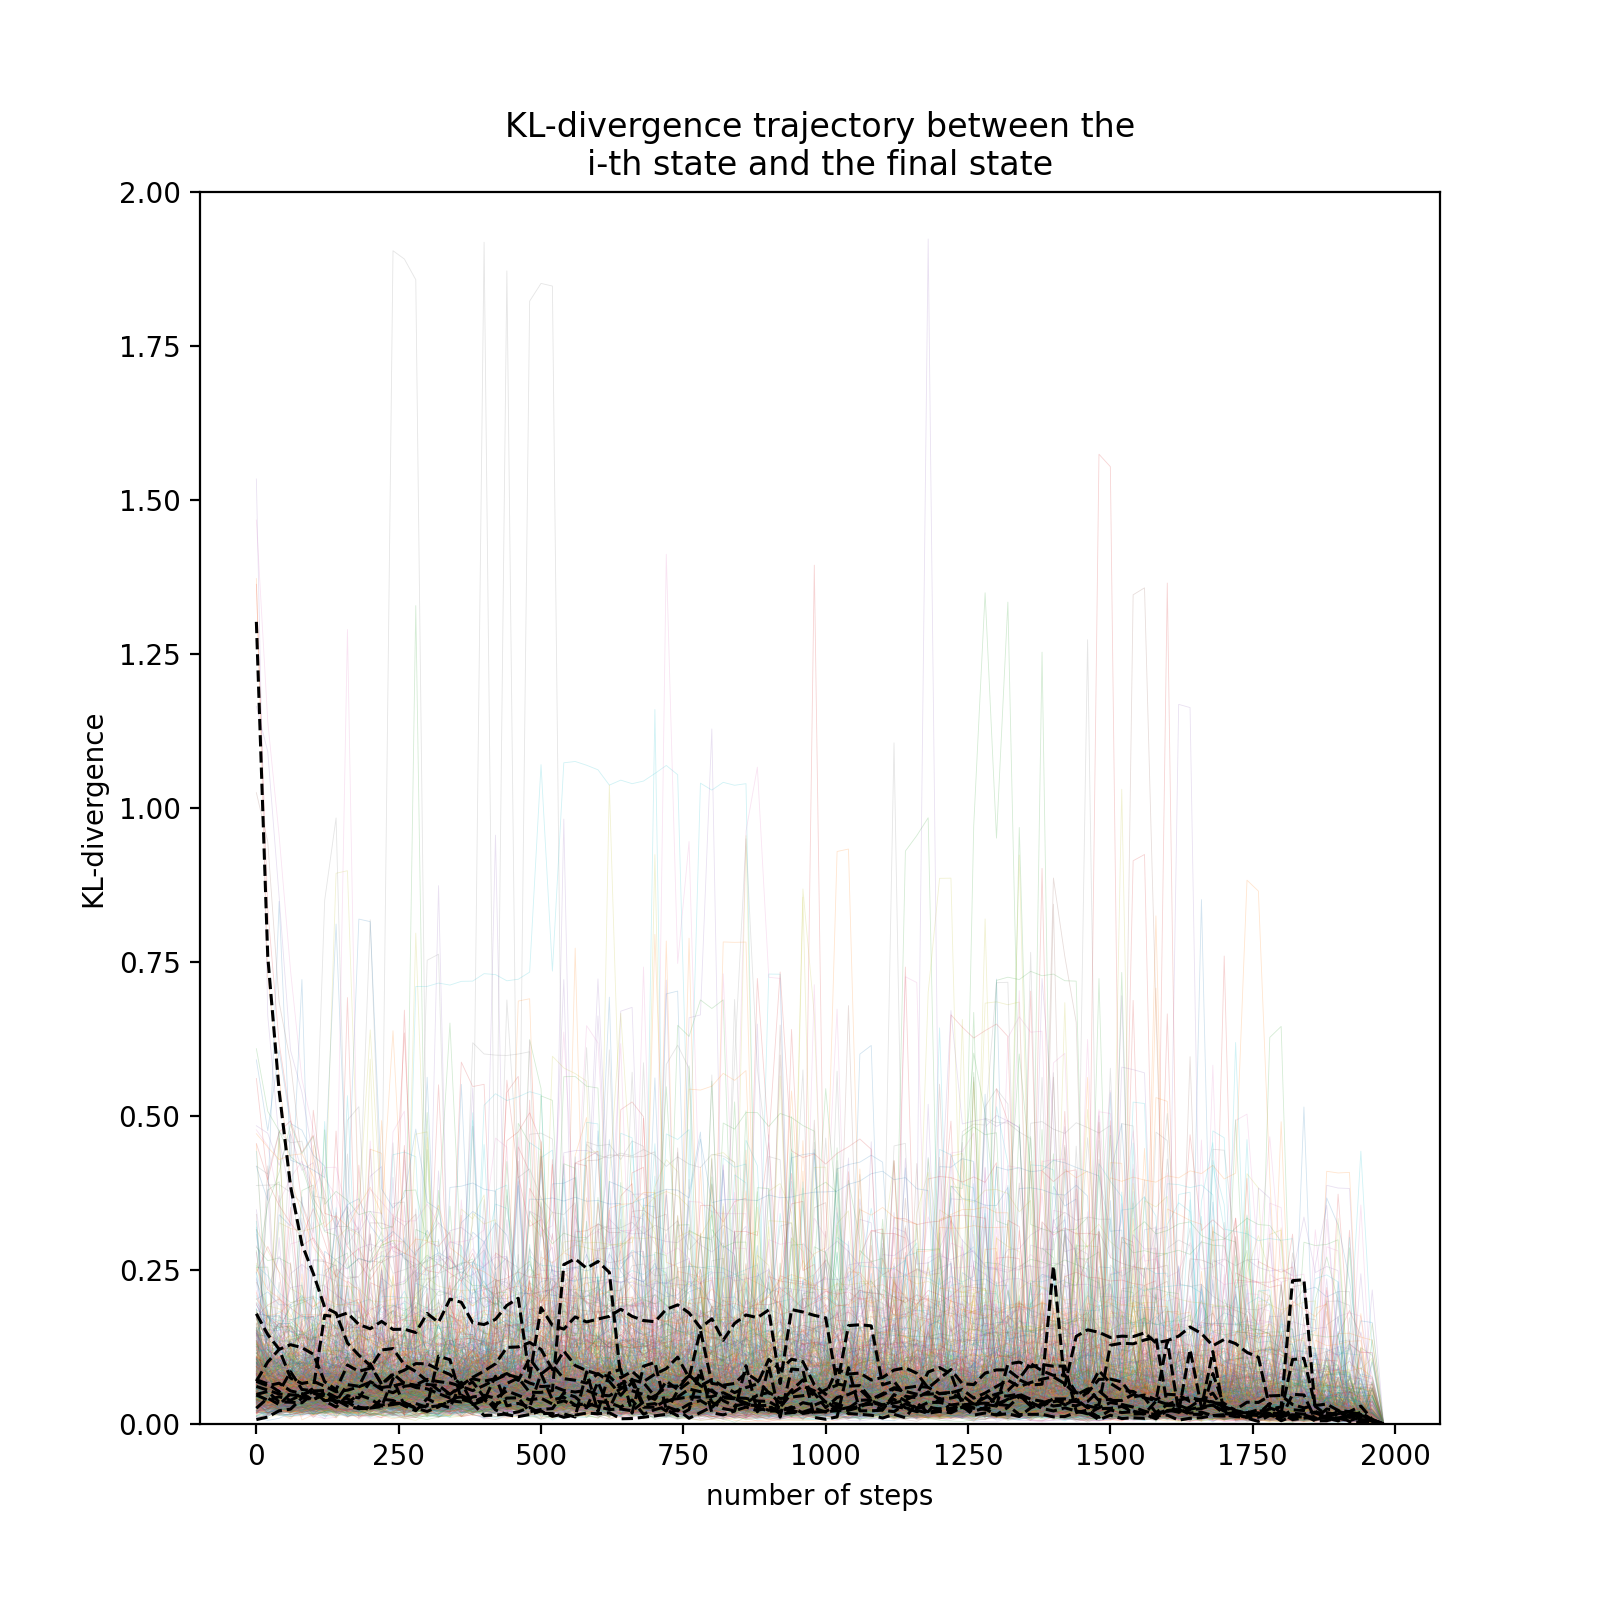 KL-divergence trajectory between the
i-th state and the final state
2.00
1.75
1.50
1.25
1.00
0.75
0.50
0.25
0.00
KL-divergence
0 250 500 750 1000 1250 1500 1750 2000
number of steps